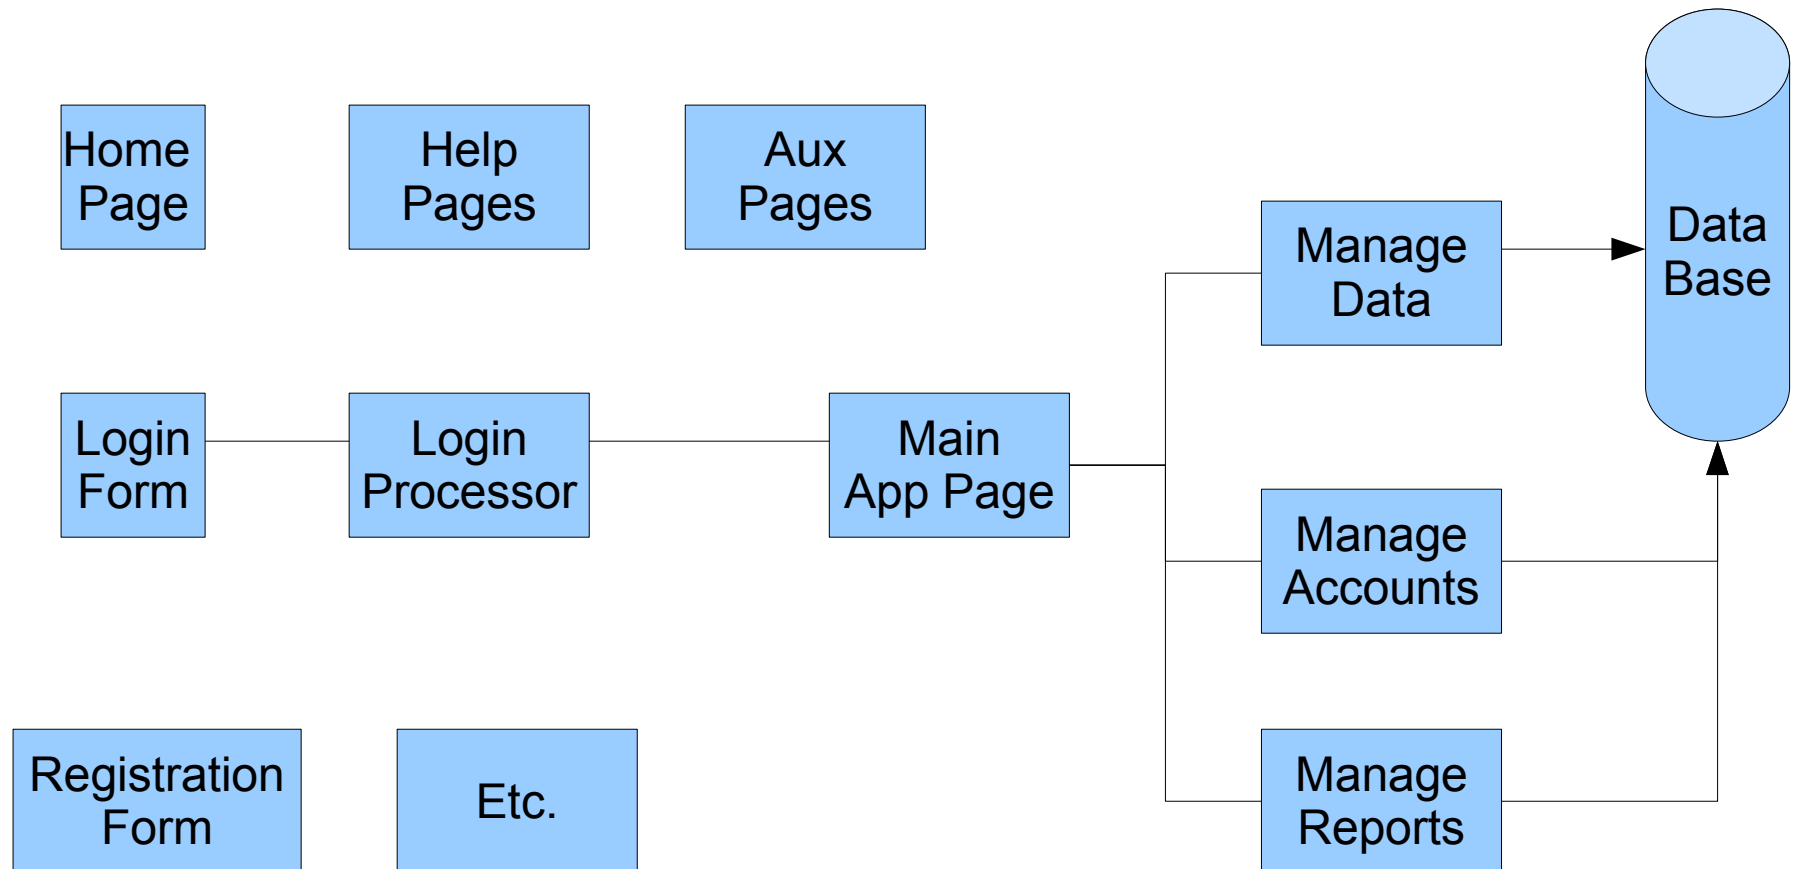 Home
Page
Help
Pages
Aux
Pages
Manage
Data
Data
Base
Login
Form
Login
Processor
Main
App Page
Manage
Accounts
Registration
Form
Etc.
Manage
Reports